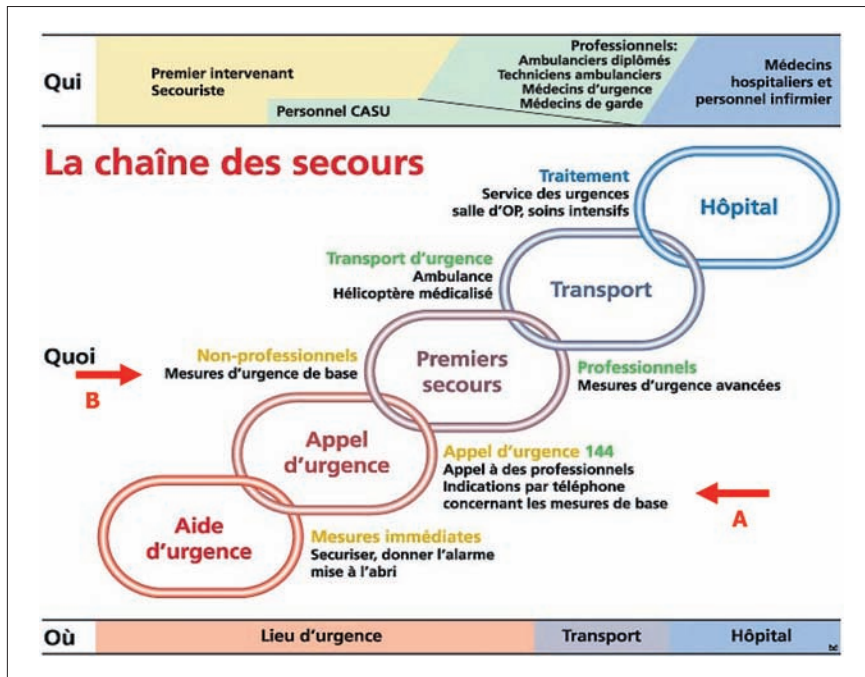 Qui
Premier intervenant
Secouriste
Personnel CASU
Professionnels:
Ambulanciers diplômés
Techniciens ambulanciers
Médecins d'urgence
Médecins de garde
Médecins
hospitaliers et
personnel infirmier
La chaîne des secours
Traitement
Service des urgences
salle d'OP, soins intensifs
Hôpital
Transport d'urgence
Ambulance
Hélicoptère médicalisé
Transport
Quoi
B
Non-professionnels
Mesures d'urgence de base
Premiers
secours
Professionnels
Mesures d'urgence avancées
Appel
d'urgence
Appel d'urgence 144
Appel à des professionnels
Indications par téléphone
concernant les mesures de base
A
Aide
d'urgence
Mesures immédiates
Securiser, donner l'alarme
mise à l'abri
Où
Lieu d'urgence
Transport
Hôpital